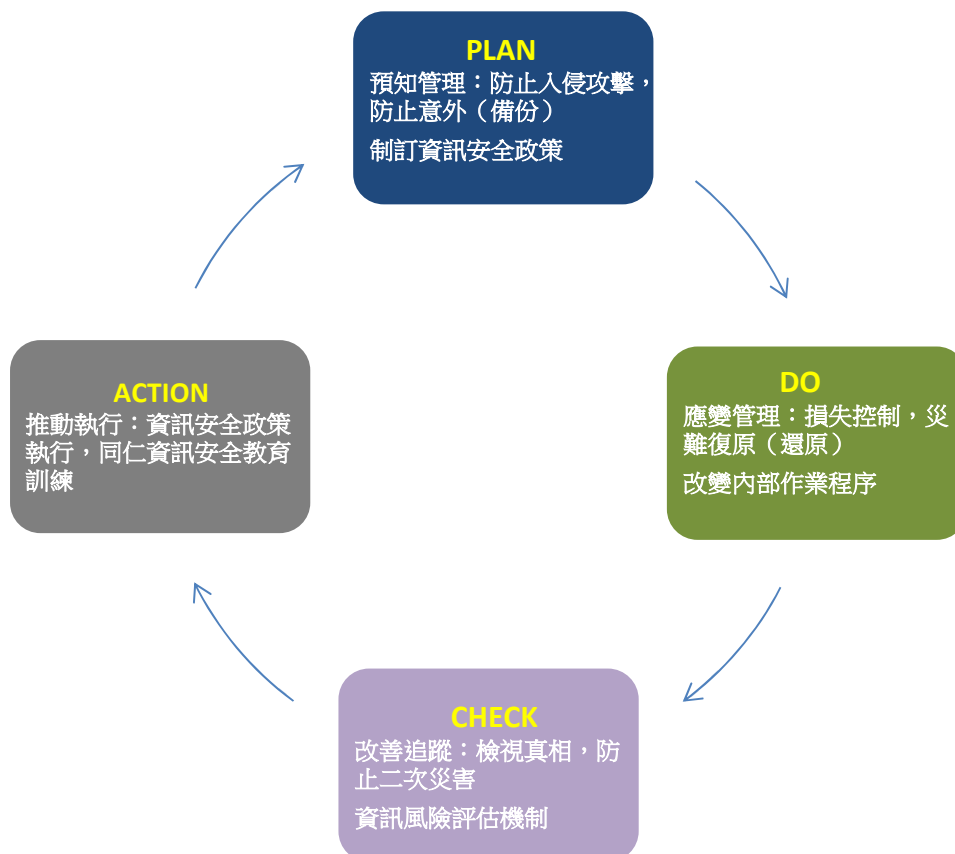 PLAN
預知管理：防止入侵攻擊，
防止意外（備份）
制訂資訊安全政策
DO
應變管理：損失控制，災
難復原（還原）
改變內部作業程序
CHECK
改善追蹤：檢視真相，防
止二次災害
資訊風險評估機制
ACTION
推動執行：資訊安全政策
執行，同仁資訊安全教育
訓練